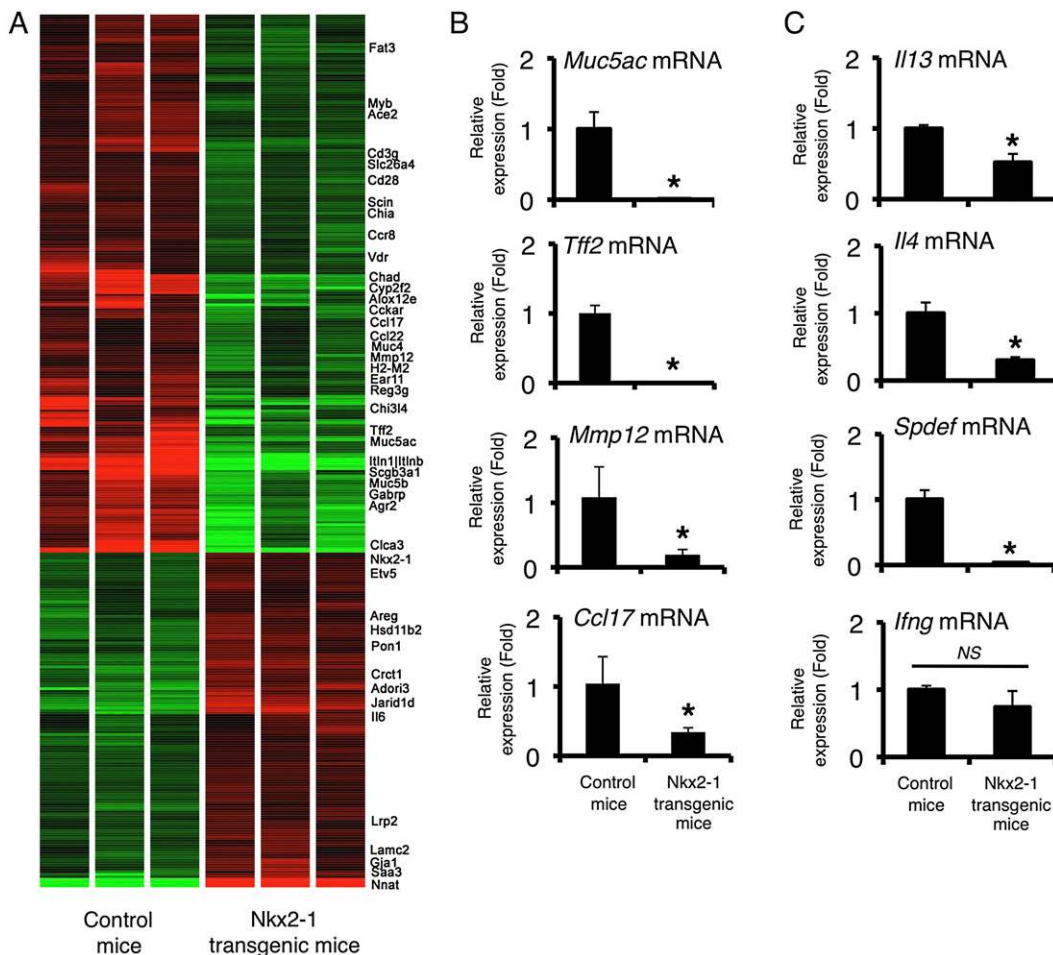 A
Fat3
Myb
Ace2
Cd3g
Slc26a4
Cd28
Scin
Chia
Ccr8
Vdr
Chad
Cyp2f2
Alox12e
Cckar
Ccl17
Ccl22
Muc4
Mmp12
H2-M2
Ear11
Reg3g
Chi3l4
Tff2
Muc5ac
Itln1|Itlnb
Scgb3a1
Muc5b
Gabrp
Agr2
Clca3
Nkx2-1
Etv5
Areg
Hsd11b2
Pon1
Crct1
Adori3
Jarid1d
Il6
Lrp2
Lamc2
Gja1
Saa3
Nnat
Control
mice
Nkx2-1
transgenic mice
B
Muc5ac mRNA
Relative
expression (Fold)
2
1
0
*
Tff2 mRNA
Relative
expression (Fold)
2
1
0
*
Mmp12 mRNA
Relative
expression (Fold)
2
1
0
*
Ccl17 mRNA
Relative
expression (Fold)
2
1
0
*
Control
mice
Nkx2-1
transgenic
mice
C
Il13 mRNA
Relative
expression (Fold)
2
1
0
*
Il4 mRNA
Relative
expression (Fold)
2
1
0
*
Spdef mRNA
Relative
expression (Fold)
2
1
0
*
Ifng mRNA
NS
Relative
expression (Fold)
2
1
0
Control
mice
Nkx2-1
transgenic
mice